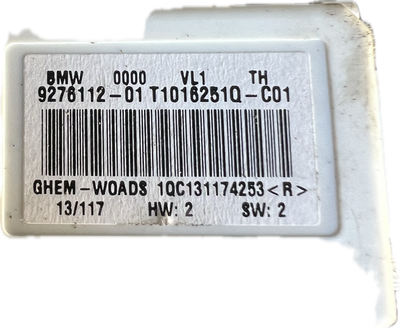 BMW 0000 VL1 TH
9276112-01 T1016251Q-C01
GHEM-WOADS 1QC131174253<R>
13/117 HW: 2 SW: 2